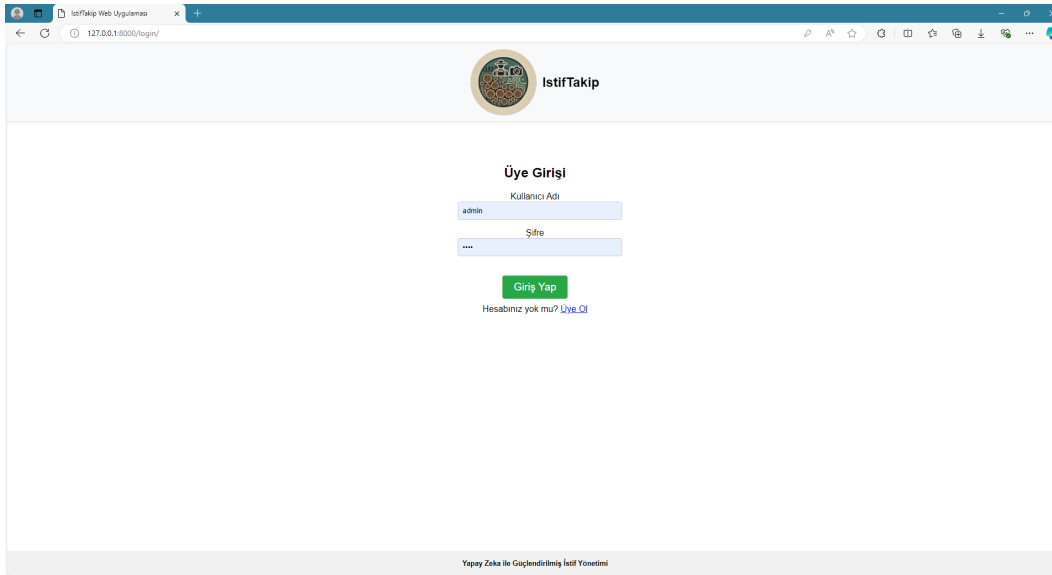 IstifTakip Web Uygulaması
127.0.0.1:8000/login/
IstifTakip
Üye Girişi
Kullanıcı Adı
admin
Şifre
Giriş Yap
Hesabınız yok mu? Üye Ol
Yapay Zeka ile Güçlendirilmiş İstif Yönetimi